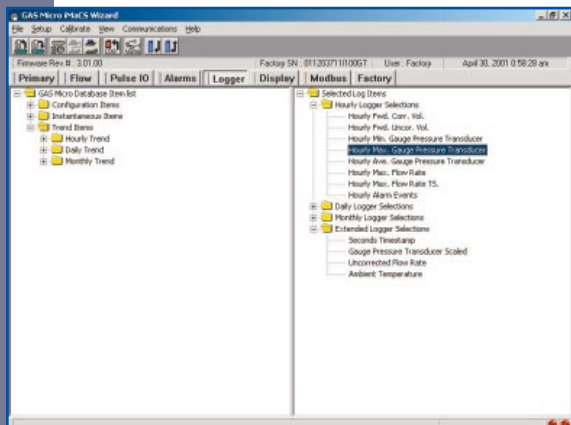 GAS Micro iMaCS Wizard
File Setup Calibrate View Communications Help
Firmware Rev.#: 3.01.00 Factory SN : 011203711I100GT User : Factory April 30, 2001 0:58:28 am
Primary Flow Pulse IO Alarms Logger Display Modbus Factory
GAS Micro Database Item list
Configuration Items
Instantaneous Items
Trend Items
Hourly Trend
Daily Trend
Monthly Trend
Selected Log Items
Hourly Logger Selections
Hourly Fwd. Corr. Vol.
Hourly Fwd. Uncor. Vol.
Hourly Min. Gauge Pressure Transducer
Hourly Max. Gauge Pressure Transducer
Hourly Ave. Gauge Pressure Transducer
Hourly Max. Flow Rate
Hourly Max. Flow Rate TS.
Hourly Alarm Events
Daily Logger Selections
Monthly Logger Selections
Extended Logger Selections
Seconds Timestamp
Gauge Pressure Transducer Scaled
Uncorrected Flow Rate
Ambient Temperature